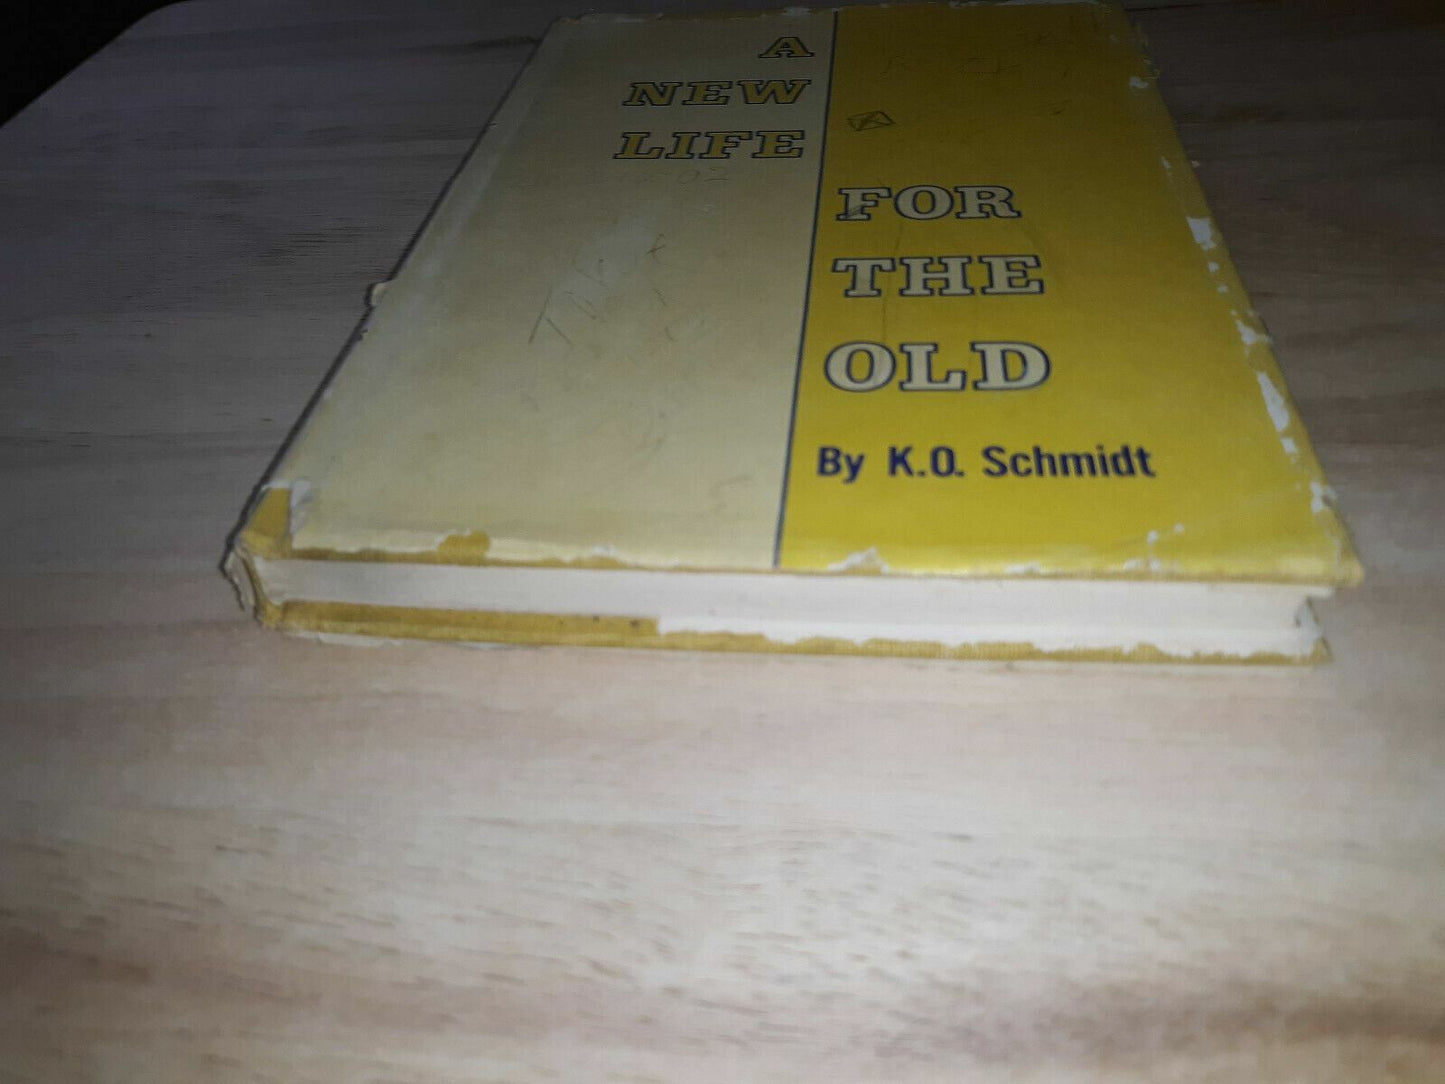 A
NEW
LIFE
FOR
THE
OLD
By K.O. Schmidt